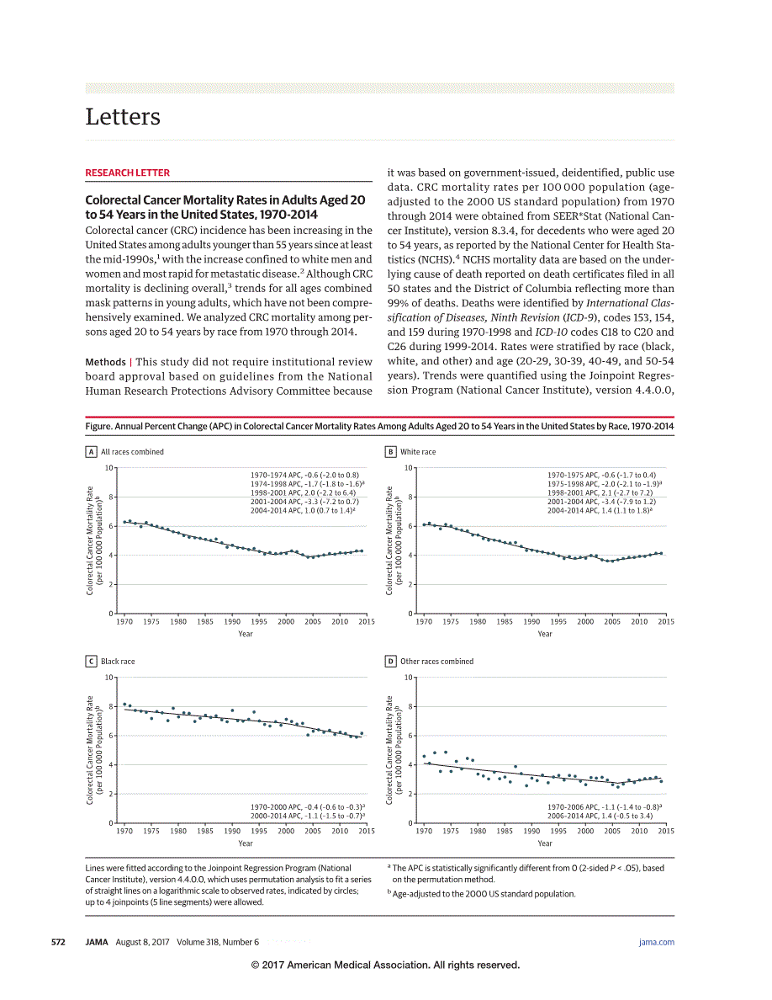 Letters
RESEARCH LETTER
Colorectal Cancer Mortality Rates in Adults Aged 20
to 54 Years in the United States, 1970-2014
Colorectal cancer (CRC) incidence has been increasing in the
United States among adults younger than 55 years since at least
the mid-1990s,1 with the increase confined to white men and
women and most rapid for metastatic disease.2 Although CRC
mortality is declining overall,3 trends for all ages combined
mask patterns in young adults, which have not been compre-
hensively examined. We analyzed CRC mortality among per-
sons aged 20 to 54 years by race from 1970 through 2014.
Methods | This study did not require institutional review
board approval based on guidelines from the National
Human Research Protections Advisory Committee because
it was based on government-issued, deidentified, public use
data. CRC mortality rates per 100 000 population (age-
adjusted to the 2000 US standard population) from 1970
through 2014 were obtained from SEER*Stat (National Can-
cer Institute), version 8.3.4, for decedents who were aged 20
to 54 years, as reported by the National Center for Health Sta-
tistics (NCHS).4 NCHS mortality data are based on the under-
lying cause of death reported on death certificates filed in all
50 states and the District of Columbia reflecting more than
99% of deaths. Deaths were identified by International Clas-
sification of Diseases, Ninth Revision (ICD-9), codes 153, 154,
and 159 during 1970-1998 and ICD-10 codes C18 to C20 and
C26 during 1999-2014. Rates were stratified by race (black,
white, and other) and age (20-29, 30-39, 40-49, and 50-54
years). Trends were quantified using the Joinpoint Regres-
sion Program (National Cancer Institute), version 4.4.0.0,
Figure. Annual Percent Change (APC) in Colorectal Cancer Mortality Rates Among Adults Aged 20 to 54 Years in the United States by Race, 1970-2014
A All races combined
1970-1974 APC, -0.6 (-2.0 to 0.8)
1974-1998 APC, -1.7 (-1.8 to -1.6)a
1998-2001 APC, 2.0 (-2.2 to 6.4)
2001-2004 APC, -3.3 (-7.2 to 0.7)
2004-2014 APC, 1.0 (0.7 to 1.4)a
Colorectal Cancer Mortality Rate
(per 100 000 Population)b
10
8
6
4
2
0
1970 1975 1980 1985 1990 1995 2000 2005 2010 2015
Year
B White race
1970-1975 APC, -0.6 (-1.7 to 0.4)
1975-1998 APC, -2.0 (-2.1 to -1.9)a
1998-2001 APC, 2.1 (-2.7 to 7.2)
2001-2004 APC, -3.4 (-7.9 to 1.2)
2004-2014 APC, 1.4 (1.1 to 1.8)a
Colorectal Cancer Mortality Rate
(per 100 000 Population)b
10
8
6
4
2
0
1970 1975 1980 1985 1990 1995 2000 2005 2010 2015
Year
C Black race
Colorectal Cancer Mortality Rate
(per 100 000 Population)b
10
8
6
4
2
0
1970-2000 APC, -0.4 (-0.6 to -0.3)a
2000-2014 APC, -1.1 (-1.5 to -0.7)a
1970 1975 1980 1985 1990 1995 2000 2005 2010 2015
Year
D Other races combined
Colorectal Cancer Mortality Rate
(per 100 000 Population)b
10
8
6
4
2
0
1970-2006 APC, -1.1 (-1.4 to -0.8)a
2006-2014 APC, 1.4 (-0.5 to 3.4)
1970 1975 1980 1985 1990 1995 2000 2005 2010 2015
Year
Lines were fitted according to the Joinpoint Regression Program (National
Cancer Institute), version 4.4.0.0, which uses permutation analysis to fit a series
of straight lines on a logarithmic scale to observed rates, indicated by circles;
up to 4 joinpoints (5 line segments) were allowed.
a The APC is statistically significantly different from 0 (2-sided P < .05), based
on the permutation method.
b Age-adjusted to the 2000 US standard population.
572 JAMA August 8, 2017 Volume 318, Number 6
jama.com
© 2017 American Medical Association. All rights reserved.